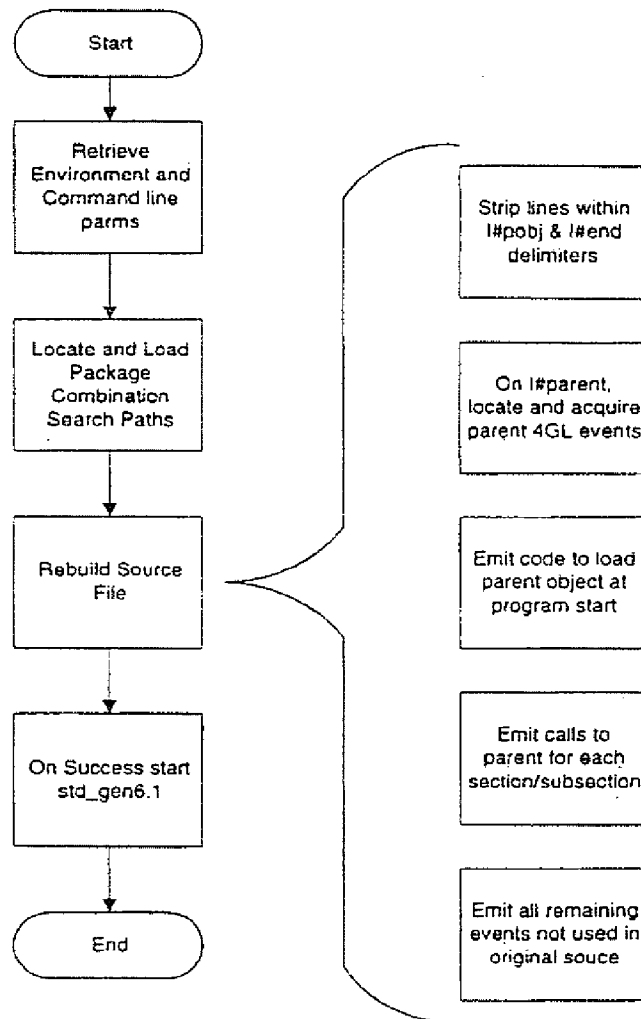 Start
Retrieve
Environment and
Command line
parms
Locate and Load
Package
Combination
Search Paths
Rebuild Source
File
On Success start
std_gen6.1
End
Strip lines within
I#pobj & I#end
delimiters
On I#parent,
locate and acquire
parent 4GL events
Emit code to load
parent object at
program start
Emit calls to
parent for each
section/subsection
Emit all remaining
events not used in
original souce